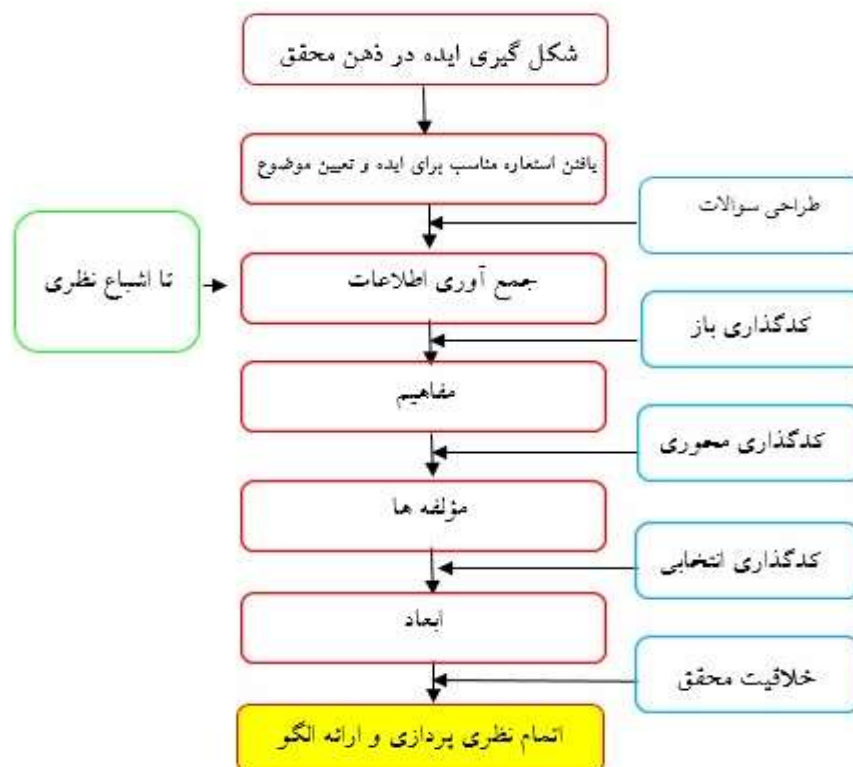 شکل گیری ایده در ذهن محقق
یافتن استعاره مناسب برای ایده و تعیین موضوع
طراحی سوالات
تا اشباع نظری
جمع آوری اطلاعات
کدگذاری باز
مفاهیم
کدگذاری محوری
مؤلفه ها
کدگذاری انتخابی
ابعاد
خلاقیت محقق
اتمام نظری پردازی و ارائه الگو